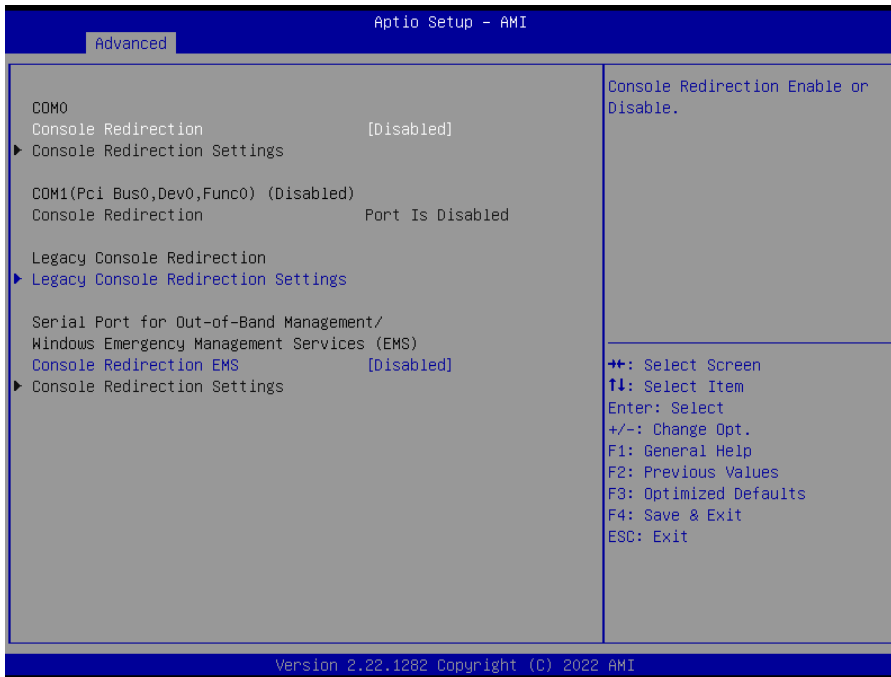 Aptio Setup – AMI
Advanced
COM0
Console Redirection [Disabled]
► Console Redirection Settings
COM1(Pci Bus0,Dev0,Func0) (Disabled)
Console Redirection Port Is Disabled
Legacy Console Redirection
► Legacy Console Redirection Settings
Serial Port for Out-of-Band Management/
Windows Emergency Management Services (EMS)
Console Redirection EMS [Disabled]
► Console Redirection Settings
Console Redirection Enable or
Disable.
→←: Select Screen
↑↓: Select Item
Enter: Select
+/-: Change Opt.
F1: General Help
F2: Previous Values
F3: Optimized Defaults
F4: Save & Exit
ESC: Exit
Version 2.22.1282 Copyright (C) 2022 AMI